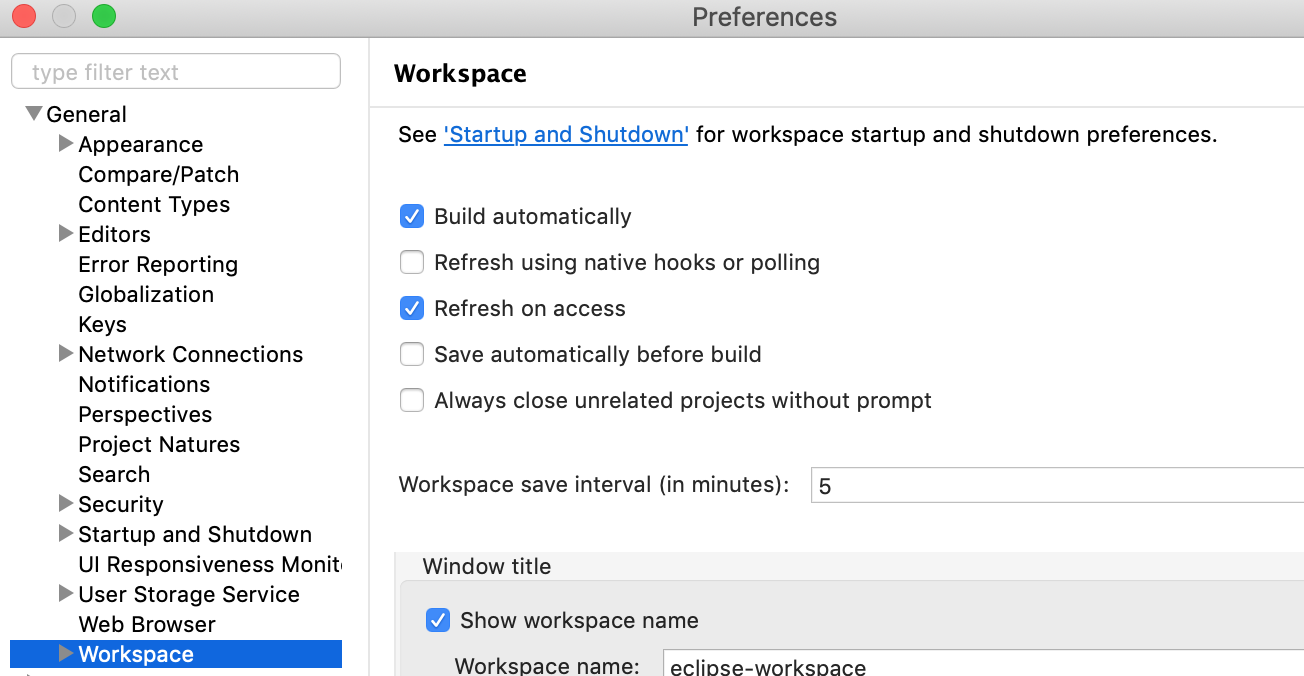 Preferences
type filter text
General
Appearance
Compare/Patch
Content Types
Editors
Error Reporting
Globalization
Keys
Network Connections
Notifications
Perspectives
Project Natures
Search
Security
Startup and Shutdown
UI Responsiveness Monit
User Storage Service
Web Browser
Workspace
Workspace
See 'Startup and Shutdown' for workspace startup and shutdown preferences.
Build automatically
Refresh using native hooks or polling
Refresh on access
Save automatically before build
Always close unrelated projects without prompt
Workspace save interval (in minutes): 5
Window title
Show workspace name
Workspace name: eclipse-workspace